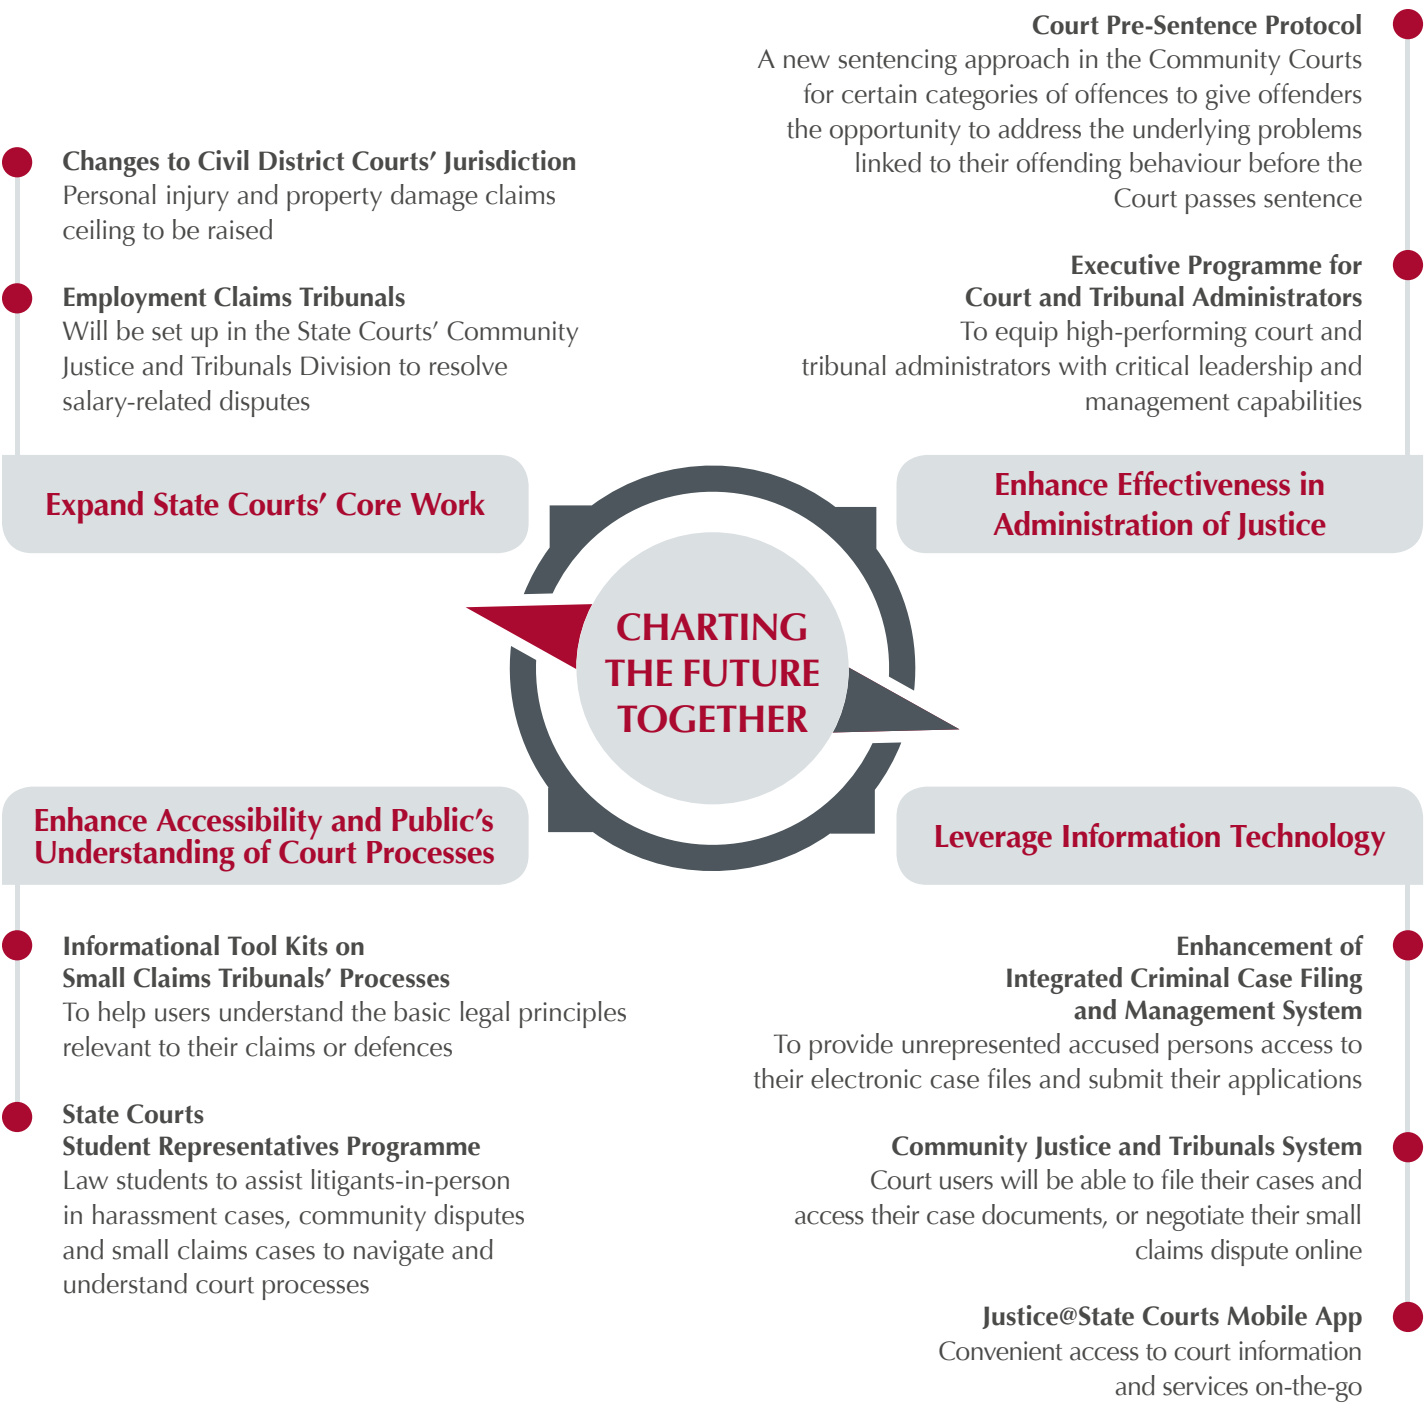 Changes to Civil District Courts’ Jurisdiction
Personal injury and property damage claims
ceiling to be raised
Employment Claims Tribunals
Will be set up in the State Courts’ Community
Justice and Tribunals Division to resolve
salary-related disputes
Expand State Courts’ Core Work
Court Pre-Sentence Protocol
A new sentencing approach in the Community Courts
for certain categories of offences to give offenders
the opportunity to address the underlying problems
linked to their offending behaviour before the
Court passes sentence
Executive Programme for
Court and Tribunal Administrators
To equip high-performing court and
tribunal administrators with critical leadership and
management capabilities
Enhance Effectiveness in
Administration of Justice
CHARTING
THE FUTURE
TOGETHER
Enhance Accessibility and Public’s
Understanding of Court Processes
Informational Tool Kits on
Small Claims Tribunals’ Processes
To help users understand the basic legal principles
relevant to their claims or defences
State Courts
Student Representatives Programme
Law students to assist litigants-in-person
in harassment cases, community disputes
and small claims cases to navigate and
understand court processes
Leverage Information Technology
Enhancement of
Integrated Criminal Case Filing
and Management System
To provide unrepresented accused persons access to
their electronic case files and submit their applications
Community Justice and Tribunals System
Court users will be able to file their cases and
access their case documents, or negotiate their small
claims dispute online
Justice@State Courts Mobile App
Convenient access to court information
and services on-the-go